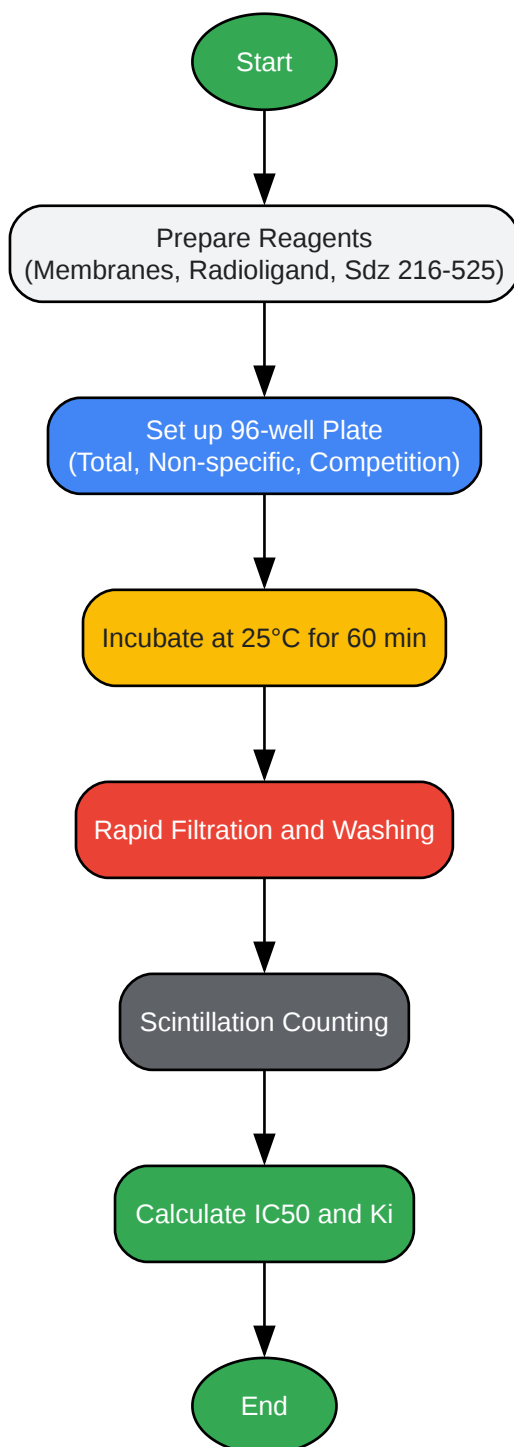 Start
Prepare Reagents
(Membranes, Radioligand, Sdz 216-525)
Set up 96-well Plate
(Total, Non-specific, Competition)
Incubate at 25°C for 60 min
Rapid Filtration and Washing
Scintillation Counting
Calculate IC50 and Ki
End